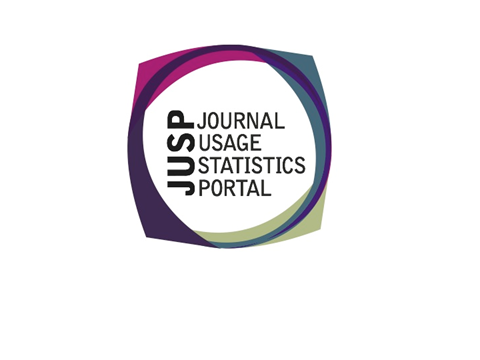 JUSP
JOURNAL
USAGE
STATISTICS
PORTAL